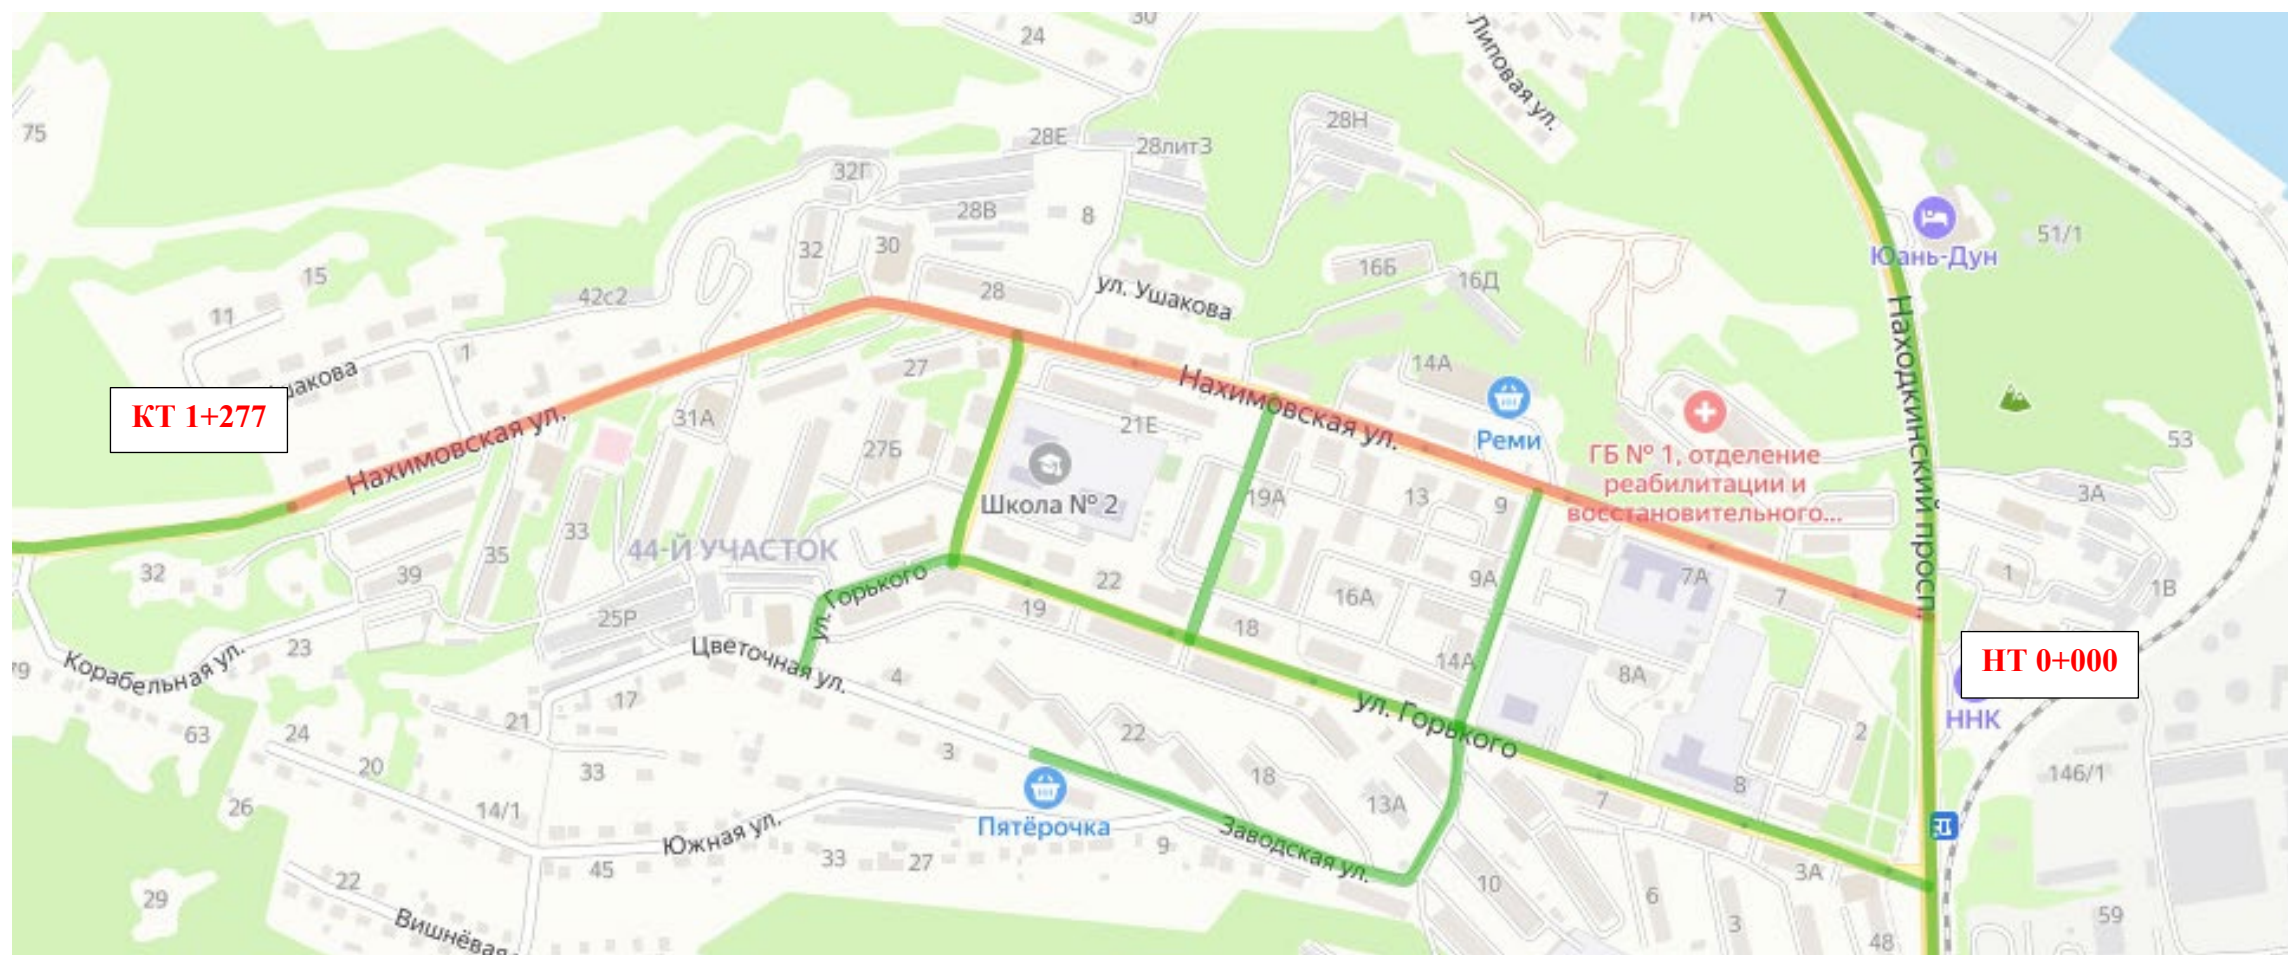 30
24
1А
Липовая ул.
75
28Е
28лит3
28Н
32Г
28В
8
32
30
51/1
Юань-Дун
15
42с2
28
ул. Ушакова
16Б
16Д
11
1
шакова
27
14А
Находкинский просп
КТ 1+277
Нахимовская ул.
31А
21Е
Нахимовская ул.
Реми
ГБ № 1, отделение
реабилитации и
восстановительного...
53
27Б
Школа № 2
19А
13
9
3А
44-Й УЧАСТОК
33
35
39
32
ул. Горького
22
19
16А
9А
7А
7
1
1В
25Р
23
Корабельная ул.
79
Цветочная ул.
4
18
14А
8А
НТ 0+000
ННК
63
24
20
26
21
17
33
14/1
3
22
18
13А
ул. Горького
7
8
2
146/1
Пятёрочка
Южная ул.
45
33
27
9
Заводская ул.
10
6
3
3А
48
59
29
22
Вишнёвая